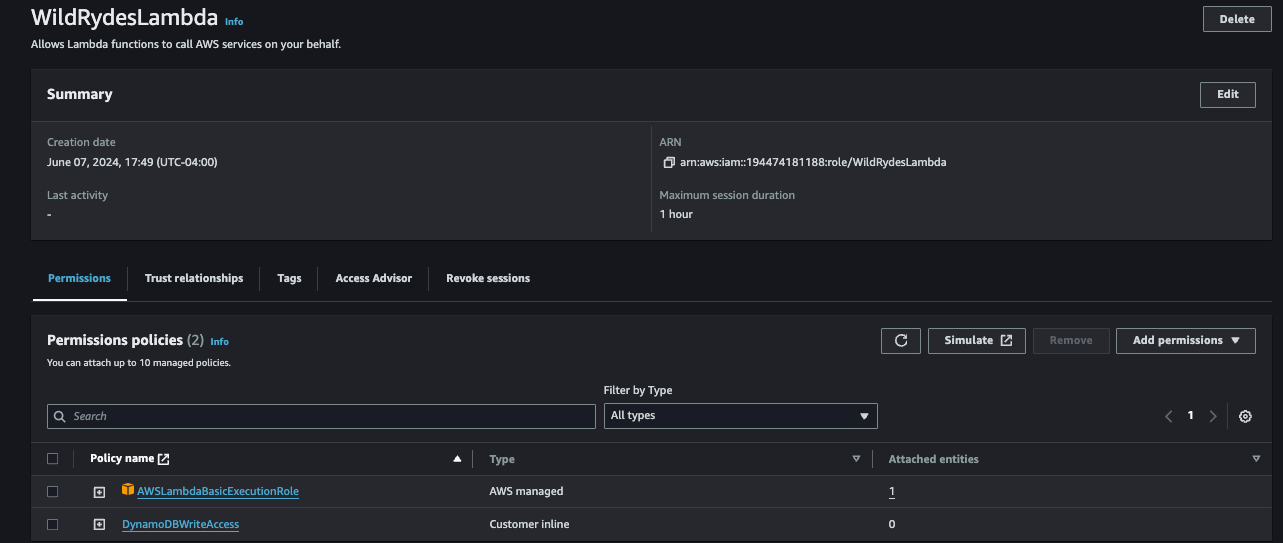 WildRydesLambda Info
Delete
Allows Lambda functions to call AWS services on your behalf.
Summary
Edit
Creation date
June 07, 2024, 17:49 (UTC-04:00)
ARN
arn:aws:iam::194474181188:role/WildRydesLambda
Last activity
-
Maximum session duration
1 hour
Permissions Trust relationships Tags Access Advisor Revoke sessions
Permissions policies (2) Info
Simulate Remove Add permissions
You can attach up to 10 managed policies.
Filter by Type
Search All types 1
Policy name Type Attached entities
AWSLambdaBasicExecutionRole AWS managed 1
DynamoDBWriteAccess Customer inline 0